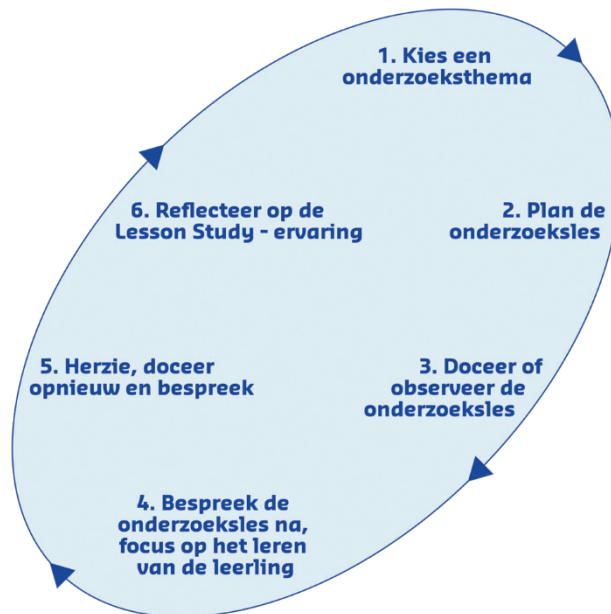 1. Kies een
onderzoeksthema
2. Plan de
onderzoeksles
3. Doceer of
observeer de
onderzoeksles
4. Bespreek de
onderzoeksles na,
focus op het leren
van de leerling
5. Herzie, doceer
opnieuw en bespreek
6. Reflecteer op de
Lesson Study - ervaring